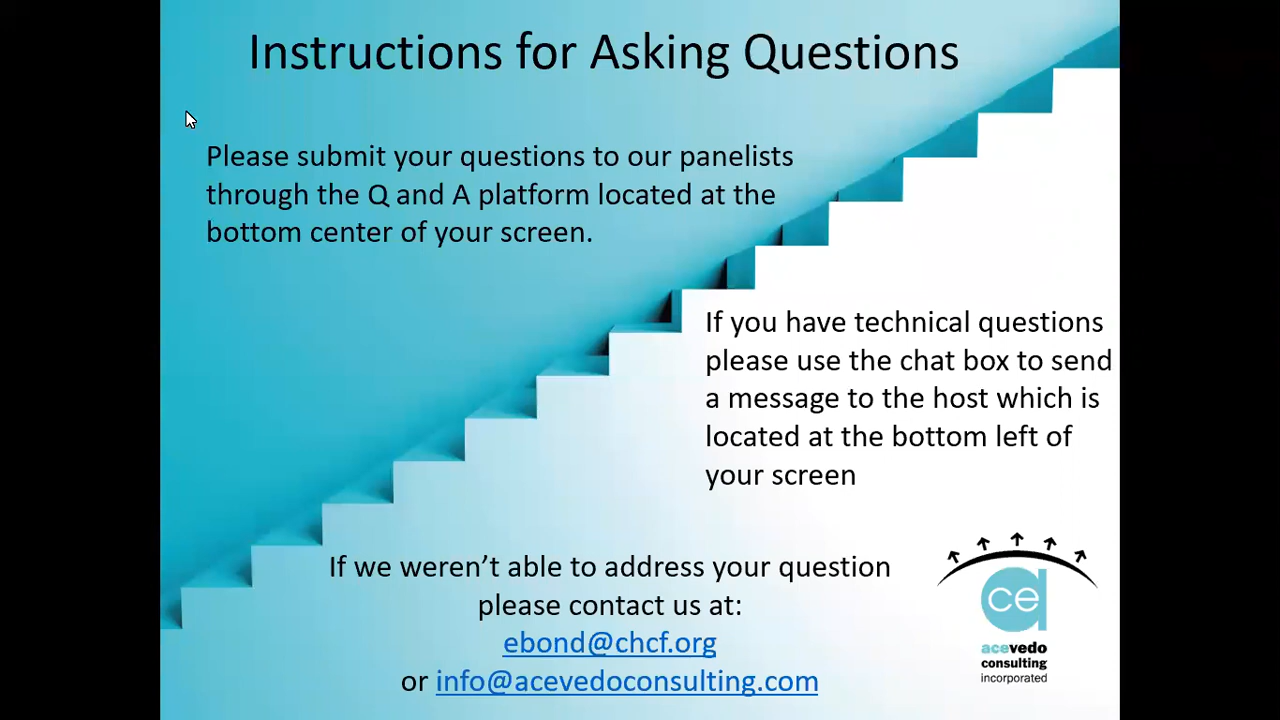 Instructions for Asking Questions
Please submit your questions to our panelists
through the Q and A platform located at the
bottom center of your screen.
If you have technical questions
please use the chat box to send
a message to the host which is
located at the bottom left of
your screen
If we weren't able to address your question
please contact us at:
ebond@chcf.org
or info@acevedoconsulting.com
ce
acevedo
consulting
incorporated